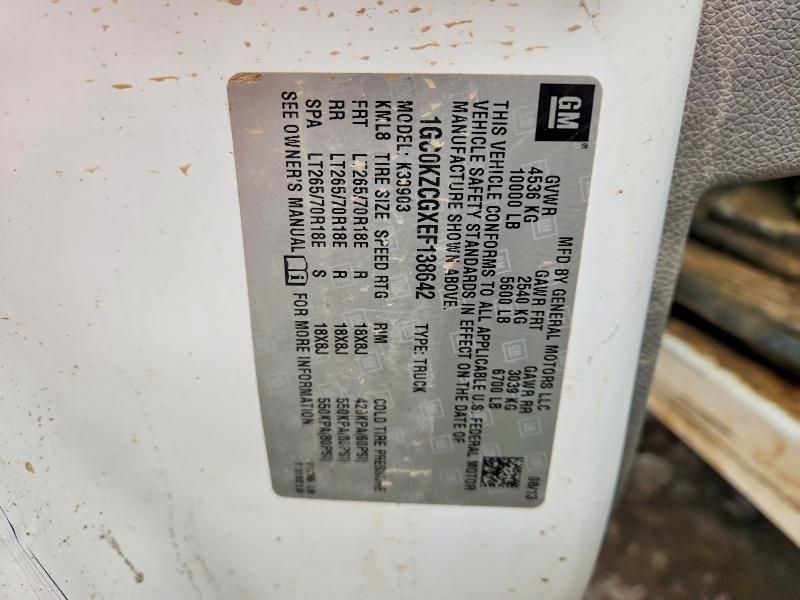 GM®
MFD BY GENERAL MOTORS LLC 08/13
GVWR GAWR FRT GAWR RR
4536 KG 2540 KG 3039 KG
10000 LB 5600 LB 6700 LB
THIS VEHICLE CONFORMS TO ALL APPLICABLE U.S. FEDERAL MOTOR
VEHICLE SAFETY STANDARDS IN EFFECT ON THE DATE OF
MANUFACTURE SHOWN ABOVE.
1GC0KZCGXEF138642 TYPE: TRUCK
MODEL: K30903
KM.L8 TIRE SIZE SPEED RTG RIM COLD TIRE PRESSURE
FRT LT265/70R18E R 18X8J 420KPA(60PSI)
RR LT265/70R18E R 18X8J 550KPA(80PSI)
SPA LT265/70R18E S 18X8J 550KPA(80PSI)
SEE OWNER'S MANUAL FOR MORE INFORMATION.